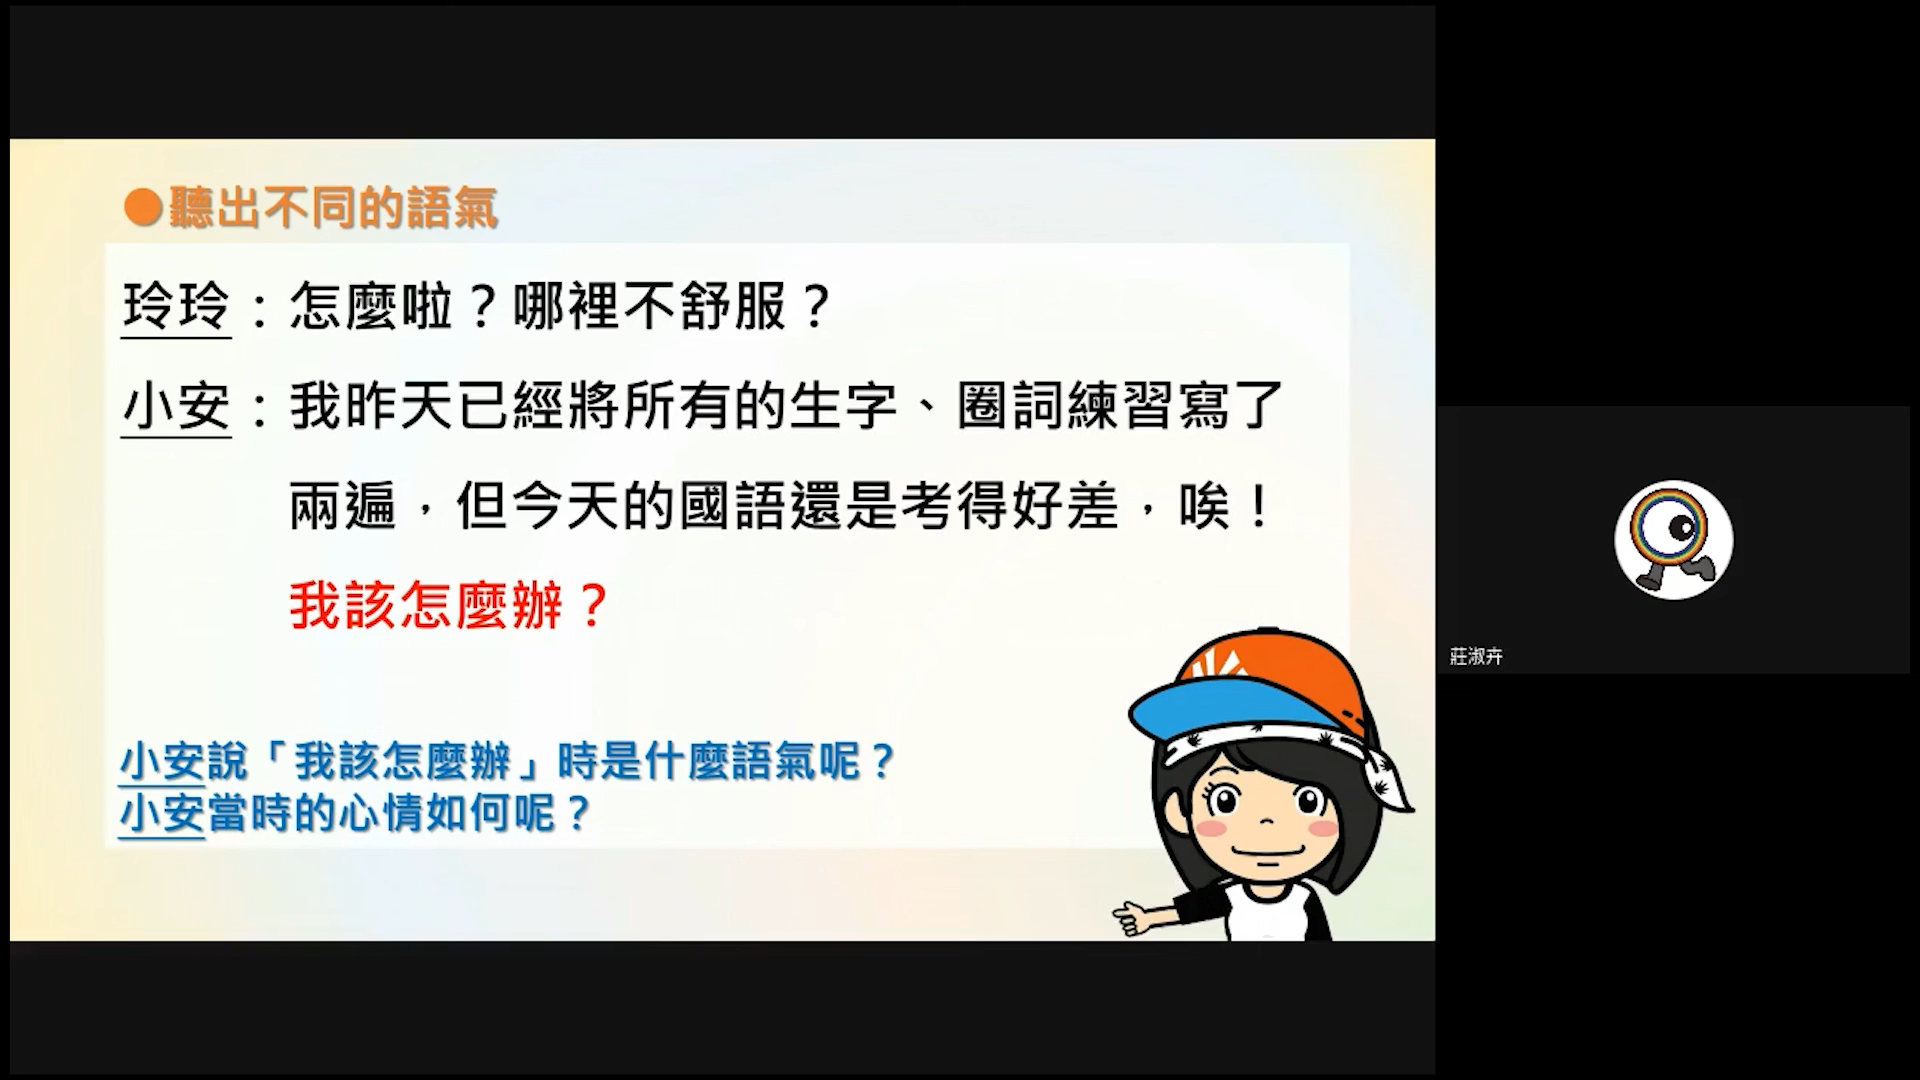 ●聽出不同的語氣
玲玲：怎麼啦？哪裡不舒服？
小安：我昨天已經將所有的生字、圈詞練習寫了
兩遍，但今天的國語還是考得好差，唉！
我該怎麼辦？
小安說「我該怎麼辦」時是什麼語氣呢？
小安當時的心情如何呢？
莊淑卉